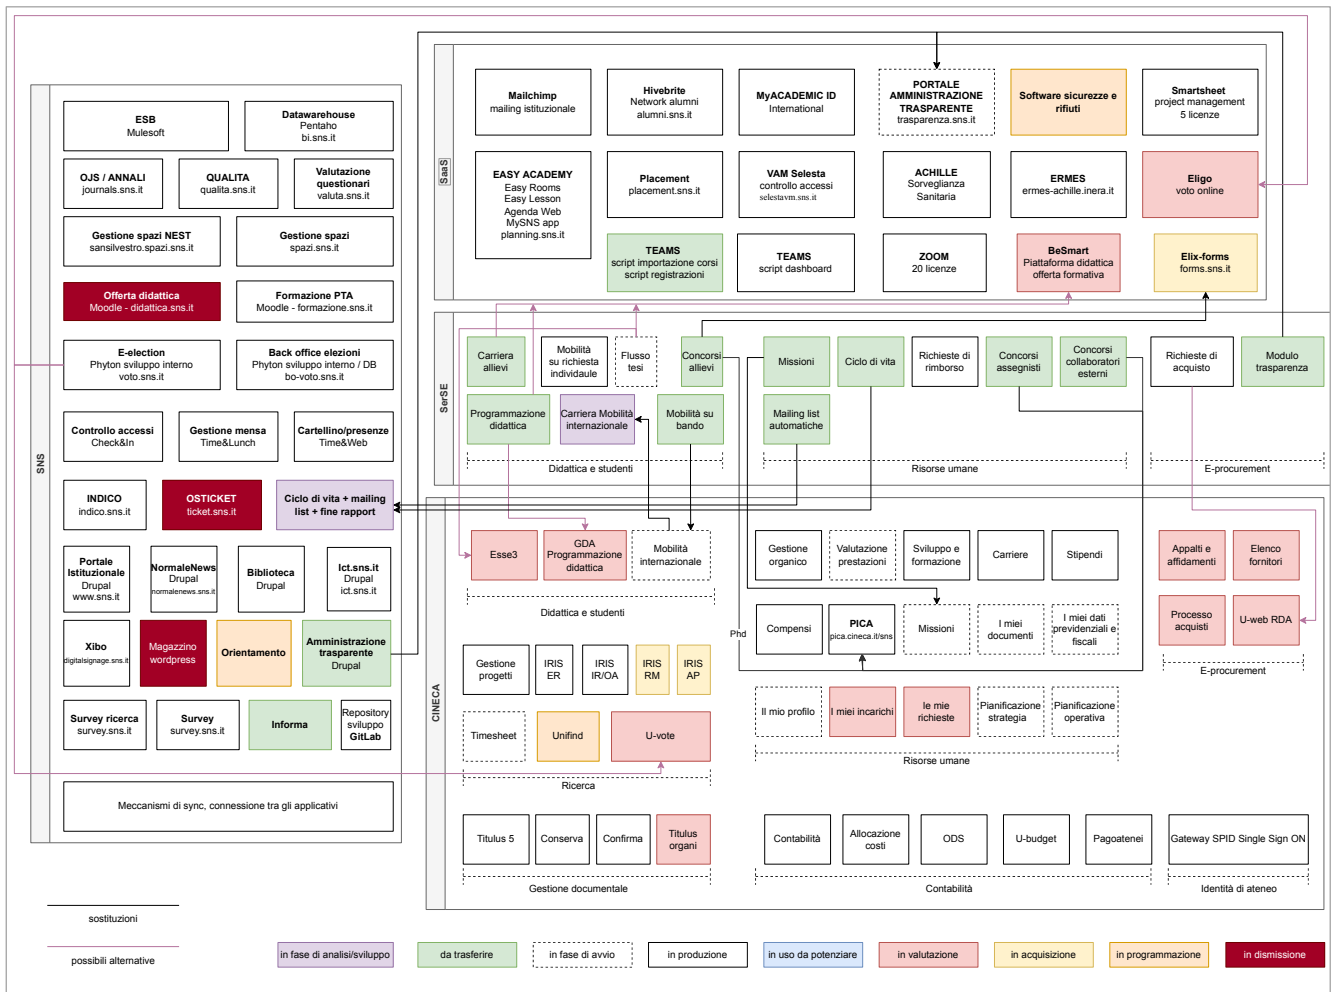 SNS
ESB
Mulesoft
Datawarehouse
Pentaho
bi.sns.it
OJS / ANNALI
journals.sns.it
QUALITA
qualita.sns.it
Valutazione
questionari
valuta.sns.it
Gestione spazi NEST
sansilvestro.spazi.sns.it
Gestione spazi
spazi.sns.it
Offerta didattica
Moodle - didattica.sns.it
Formazione PTA
Moodle - formazione.sns.it
E-election
Phyton sviluppo interno
voto.sns.it
Back office elezioni
Phyton sviluppo interno / DB
bo-voto.sns.it
Controllo accessi
Check&In
Gestione mensa
Time&Lunch
Cartellino/presenze
Time&Web
INDICO
indico.sns.it
OSTICKET
ticket.sns.it
Ciclo di vita + mailing
list + fine rapport
Portale
Istituzionale
Drupal
www.sns.it
NormaleNews
Drupal
normalenews.sns.it
Biblioteca
Drupal
Ict.sns.it
Drupal
ict.sns.it
Xibo
digitalsignage.sns.it
Magazzino
wordpress
Orientamento
Amministrazione
trasparente
Drupal
Survey ricerca
survey.sns.it
Survey
survey.sns.it
Informa
Repository
sviluppo
GitLab
Meccanismi di sync, connessione tra gli applicativi
SaaS
Mailchimp
mailing istituzionale
Hivebrite
Network alumni
alumni.sns.it
MyACADEMIC ID
International
PORTALE
AMMINISTRAZIONE
TRASPARENTE
trasparenza.sns.it
Software sicurezze e
rifiuti
Smartsheet
project management
5 licenze
EASY ACADEMY
Easy Rooms
Easy Lesson
Agenda Web
MySNS app
planning.sns.it
Placement
placement.sns.it
VAM Selesta
controllo accessi
selestavm.sns.it
ACHILLE
Sorveglianza
Sanitaria
ERMES
ermes-achille.inera.it
Eligo
voto online
TEAMS
script importazione corsi
script registrazioni
TEAMS
script dashboard
ZOOM
20 licenze
BeSmart
Piattaforma didattica
offerta formativa
Elix-forms
forms.sns.it
SerSE
Carriera
allievi
Mobilità
su richiesta
individaule
Flusso
tesi
Concorsi
allievi
Missioni
Ciclo di vita
Richieste di
rimborso
Concorsi
assegnisti
Concorsi
collaboratori
esterni
Richieste di
acquisto
Modulo
trasparenza
Programmazione
didattica
Carriera Mobilità
internazionale
Mobilità su
bando
Mailing list
automatiche
Didattica e studenti
Risorse umane
E-procurement
CINECA
Esse3
GDA
Programmazione
didattica
Mobilità
internazionale
Didattica e studenti
Gestione
organico
Valutazione
prestazioni
Sviluppo e
formazione
Carriere
Stipendi
Appalti e
affidamenti
Elenco
fornitori
Phd
Compensi
PICA
pica.cineca.it/sns
Missioni
I miei
documenti
I miei dati
previdenziali e
fiscali
Processo
acquisti
U-web RDA
E-procurement
Gestione
progetti
IRIS
ER
IRIS
IR/OA
IRIS
RM
IRIS
AP
Il mio profilo
I miei incarichi
le mie
richieste
Pianificazione
strategia
Pianificazione
operativa
Risorse umane
Timesheet
Unifind
U-vote
Ricerca
Titulus 5
Conserva
Confirma
Titulus
organi
Gestione documentale
Contabilità
Allocazione
costi
ODS
U-budget
Pagoatenei
Contabilità
Gateway SPID Single Sign ON
Identità di ateneo
sostituzioni
possibili alternative
in fase di analisi/sviluppo
da trasferire
in fase di avvio
in produzione
in uso da potenziare
in valutazione
in acquisizione
in programmazione
in dismissione